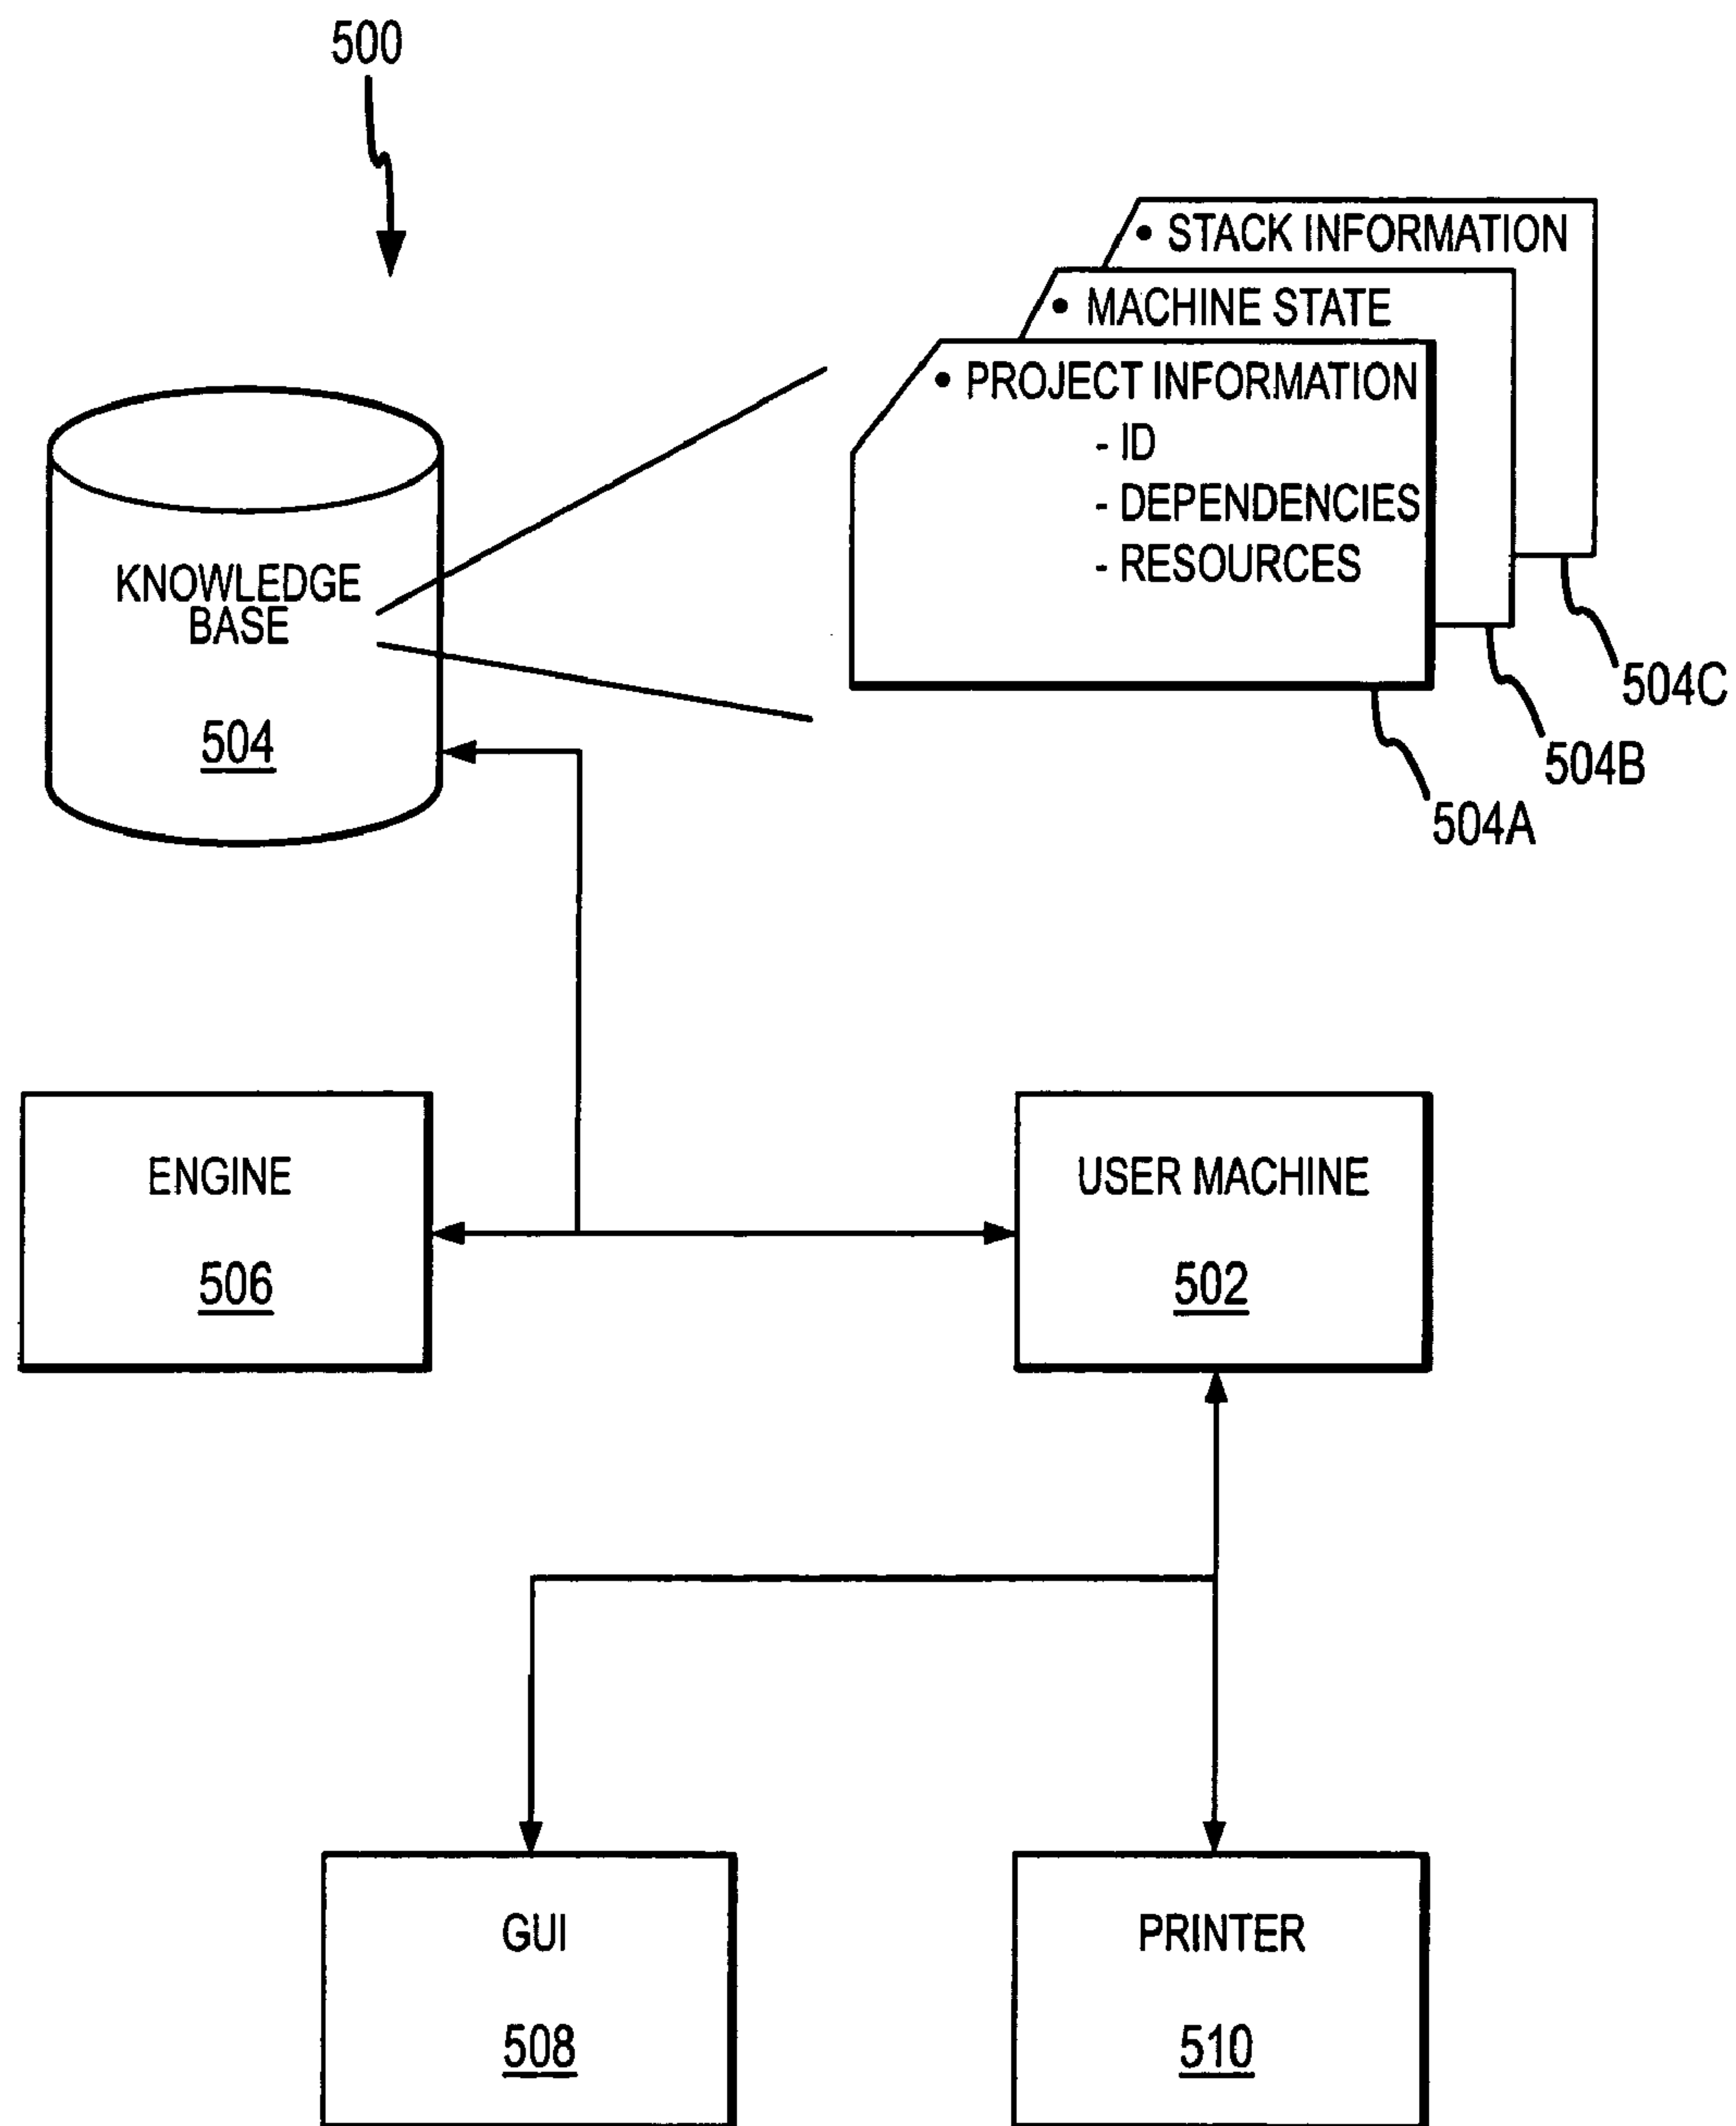 500
• STACK INFORMATION
• MACHINE STATE
• PROJECT INFORMATION
- ID
- DEPENDENCIES
- RESOURCES
504C
504B
504A
KNOWLEDGE
BASE
504
ENGINE
506
USER MACHINE
502
GUI
508
PRINTER
510